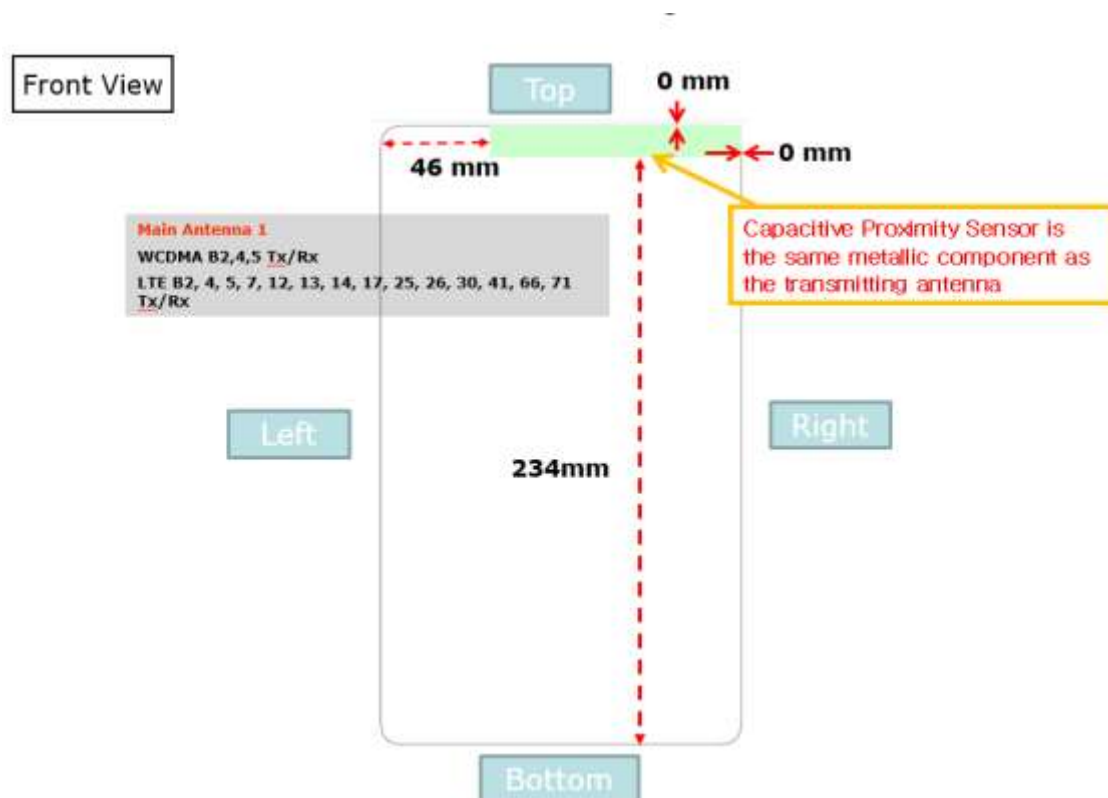 Front View
Top
0 mm
0 mm
46 mm
Main Antenna 1
WCDMA B2,4,5 Tx/Rx
LTE B2, 4, 5, 7, 12, 13, 14, 17, 25, 26, 30, 41, 66, 71
Tx/Rx
Capacitive Proximity Sensor is
the same metallic component as
the transmitting antenna
Left
Right
234mm
Bottom